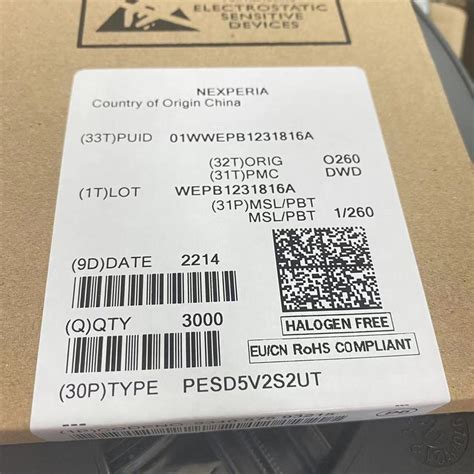 ELECTROSTATIC
SENSITIVE
DEVICES
NEXPERIA
Country of Origin China
(33T)PUID 01WWEPB1231816A
(32T)ORIG O260
(31T)PMC DWD
(1T)LOT WEPB1231816A
(31P)MSL/PBT
MSL/PBT 1/260
(9D)DATE 2214
(Q)QTY 3000
HALOGEN FREE
EU/CN RoHS COMPLIANT
(30P)TYPE PESD5V2S2UT